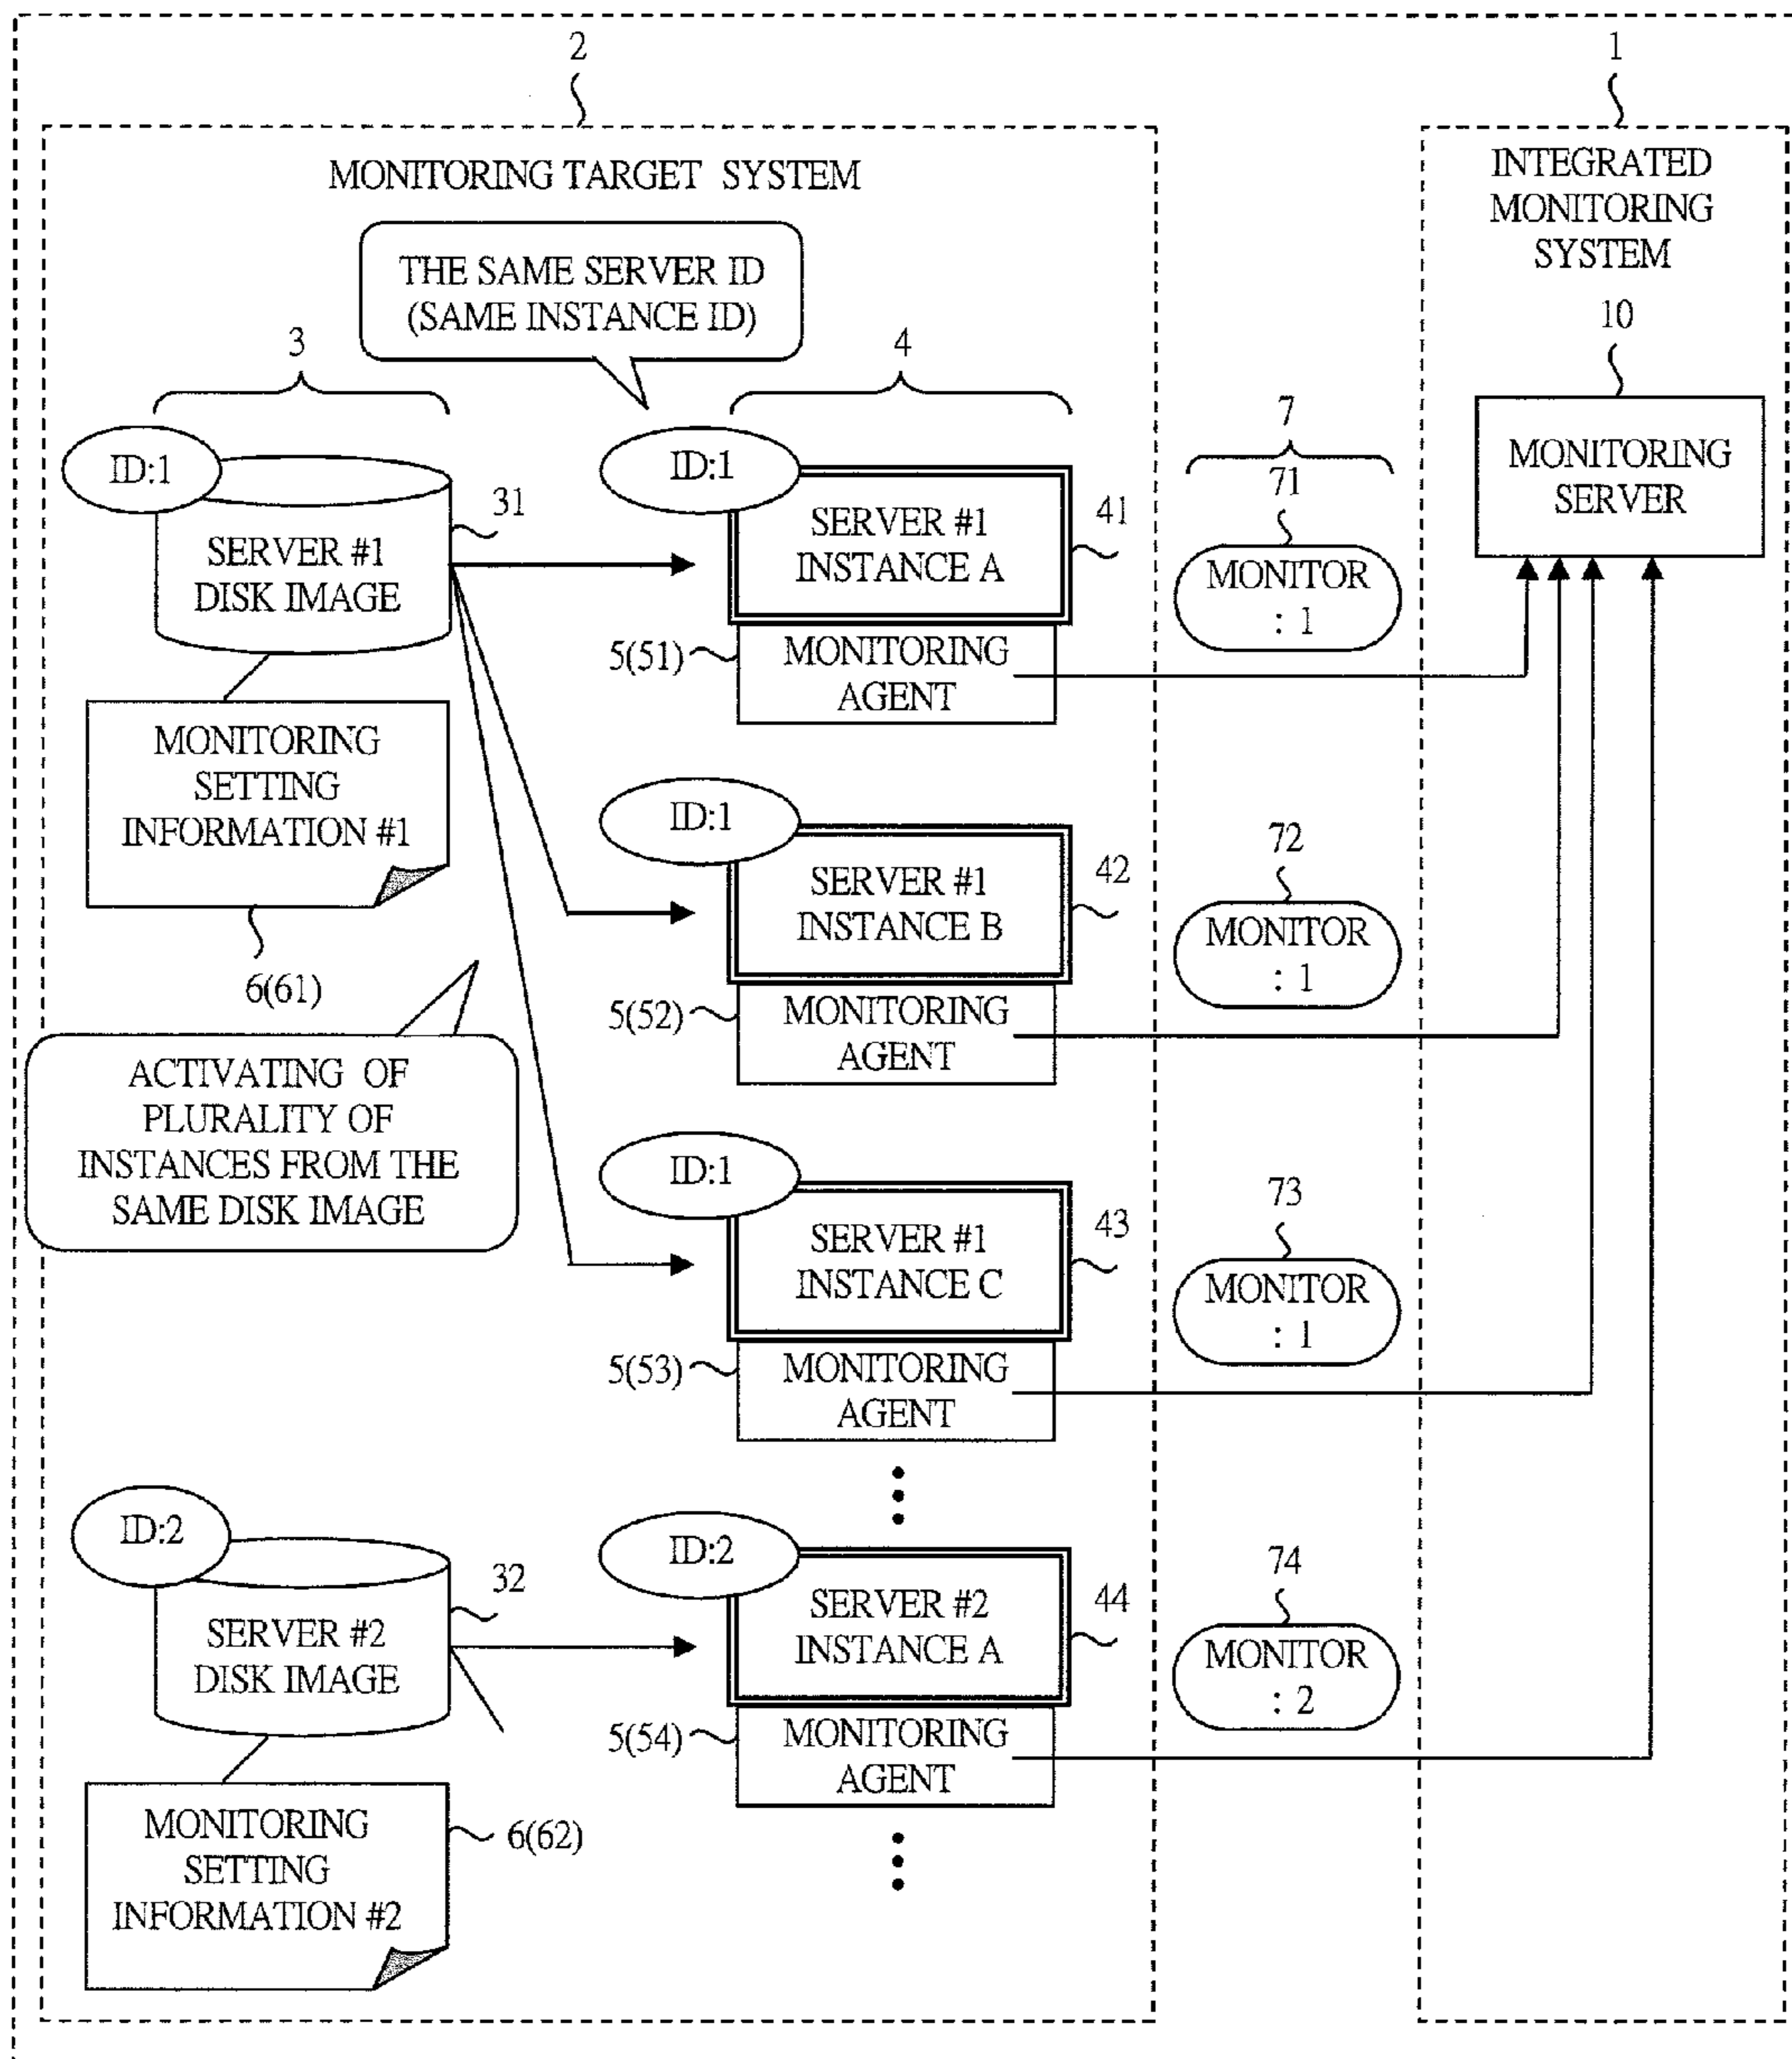 2
1
MONITORING TARGET SYSTEM
INTEGRATED
MONITORING
SYSTEM
THE SAME SERVER ID
(SAME INSTANCE ID)
10
3
4
7
ID:1
ID:1
71
MONITORING
SERVER
31
41
SERVER #1
DISK IMAGE
SERVER #1
INSTANCE A
MONITOR
: 1
5(51)
MONITORING
AGENT
MONITORING
SETTING
INFORMATION #1
6(61)
ID:1
42
72
SERVER #1
INSTANCE B
MONITOR
: 1
5(52)
MONITORING
AGENT
ACTIVATING OF
PLURALITY OF
INSTANCES FROM THE
SAME DISK IMAGE
ID:1
43
73
SERVER #1
INSTANCE C
MONITOR
: 1
5(53)
MONITORING
AGENT
ID:2
ID:2
32
44
74
SERVER #2
DISK IMAGE
SERVER #2
INSTANCE A
MONITOR
: 2
5(54)
MONITORING
AGENT
MONITORING
SETTING
INFORMATION #2
6(62)